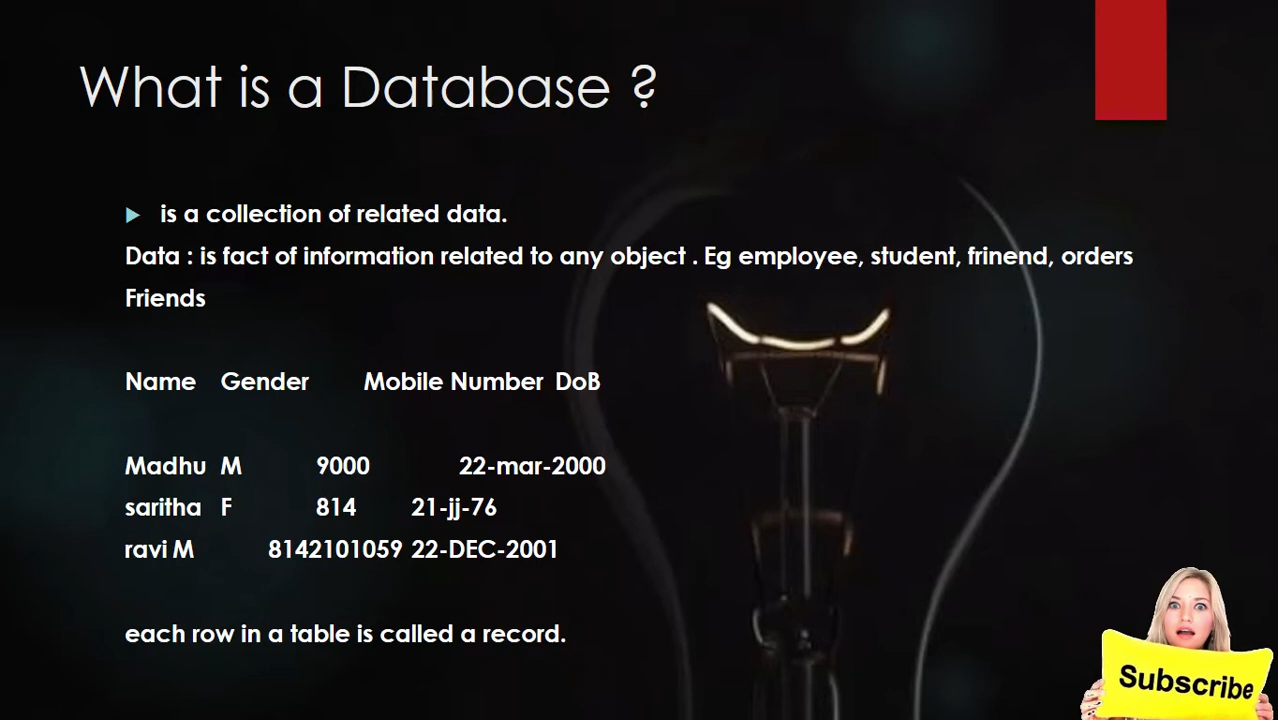 What is a Database ?
is a collection of related data.
Data : is fact of information related to any object . Eg employee, student, frinend, orders
Friends
Name Gender Mobile Number DoB
Madhu M 9000 22-mar-2000
saritha F 814 21-jj-76
ravi M 8142101059 22-DEC-2001
each row in a table is called a record.
Subscribe